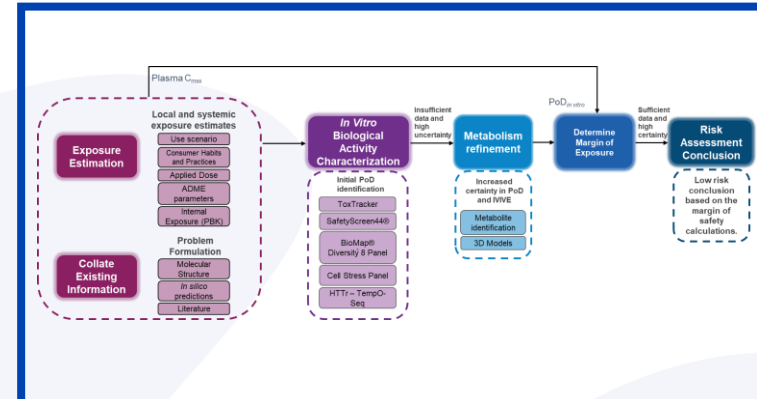 Plasma Cmax
Local and systemic
exposure estimates
Exposure
Estimation
Use scenario
Consumer Habits
and Practices
Applied Dose
ADME
parameters
Internal
Exposure (PBK)
Collate
Existing
Information
Problem
Formulation
Molecular
Structure
In silico
predictions
Literature
In Vitro
Biological
Activity
Characterization
Initial PoD
identification
ToxTracker
SafetyScreen44®
BioMap®
Diversity 8 Panel
Cell Stress Panel
HTTr – TempO-
Seq
Insufficient
data and
high
uncertainty
Metabolism
refinement
Increased
certainty in PoD
and IVIVE
Metabolite
identification
3D Models
PoDin vitro
Determine
Margin of
Exposure
Sufficient
data and
high
certainty
Risk
Assessment
Conclusion
Low risk
conclusion
based on the
margin of
safety
calculations.